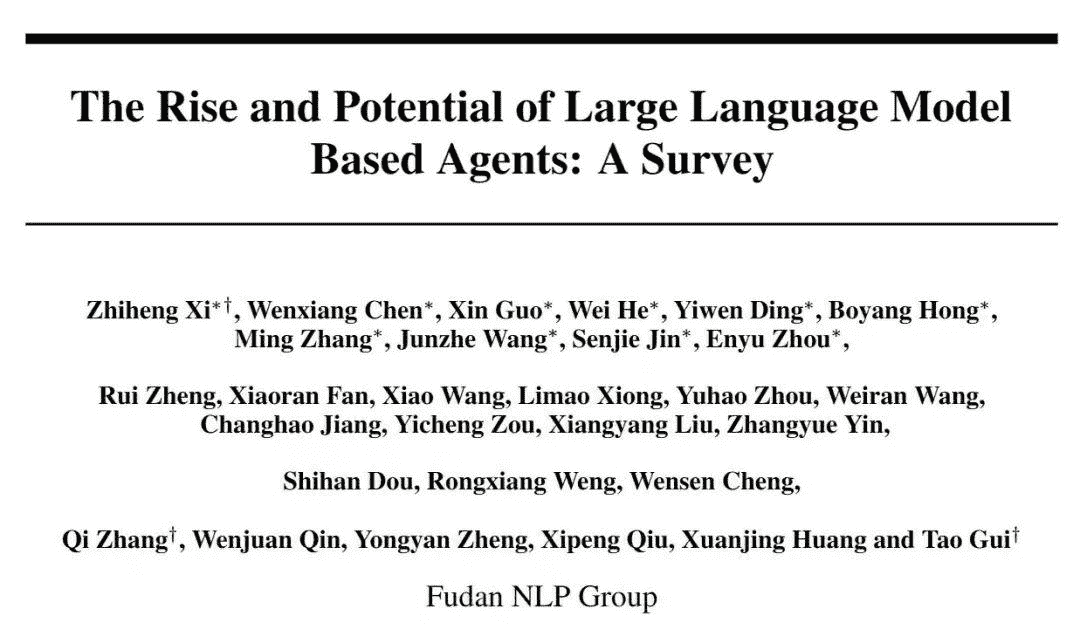 The Rise and Potential of Large Language Model
Based Agents: A Survey
Zhiheng Xi*†, Wenxiang Chen*, Xin Guo*, Wei He*, Yiwen Ding*, Boyang Hong*,
Ming Zhang*, Junzhe Wang*, Senjie Jin*, Enyu Zhou*,
Rui Zheng, Xiaoran Fan, Xiao Wang, Limao Xiong, Yuhao Zhou, Weiran Wang,
Changhao Jiang, Yicheng Zou, Xiangyang Liu, Zhangyue Yin,
Shihan Dou, Rongxiang Weng, Wensen Cheng,
Qi Zhang†, Wenjuan Qin, Yongyan Zheng, Xipeng Qiu, Xuanjing Huang and Tao Gui†
Fudan NLP Group